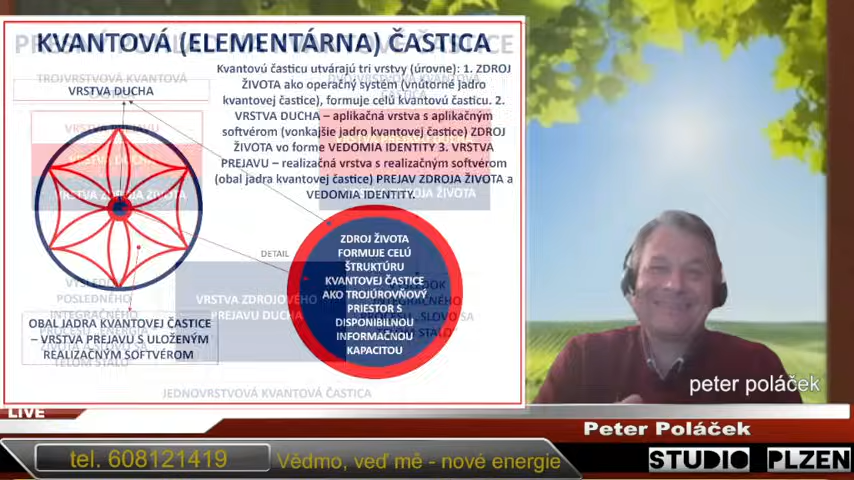 KVANTOVÁ (ELEMENTÁRNA) ČASTICA
VRSTVA DUCHA
Kvantovú časticu utvárajú tri vrstvy (úrovne): 1. ZDROJ
ŽIVOTA ako operačný systém (vnútorné jadro
kvantovej častice), formuje celú kvantovú časticu. 2.
VRSTVA DUCHA – aplikačná vrstva s aplikačným
softvérom (vonkajšie jadro kvantovej častice) ZDROJ
ŽIVOTA vo forme VEDOMIA IDENTITY 3. VRSTVA
PREJAVU – realizačná vrstva s realizačným softvérom
(obal jadra kvantovej častice) PREJAV ZDROJA ŽIVOTA a
VEDOMIA IDENTITY.
VRSTVA ZDROJA ŽIVOTA
DETAIL
ZDROJ ŽIVOTA
FORMUJE CELÚ
ŠTRUKTÚRU
KVANTOVEJ ČASTICE
AKO TROJÚROVŇOVÝ
PRIESTOR S
DISPONIBILNOU
INFORMAČNOU
KAPACITOU
VRSTVA ZDROJOVÉHO
PREJAVU DUCHA
OBAL JADRA KVANTOVEJ ČASTICE
– VRSTVA PREJAVU S ULOŽENÝM
REALIZAČNÝM SOFTVÉROM
JEDNOVRSTVOVÁ KVANTOVÁ ČASTICA
peter poláček
LIVE
Peter Poláček
tel. 608121419
Vědmo, veď mě - nové energie
STUDIO PLZEN